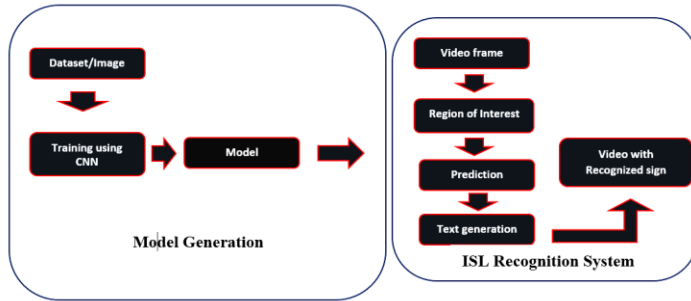 Dataset/Image
Training using
CNN
Model
Model Generation
Video frame
Region of Interest
Prediction
Text generation
Video with
Recognized sign
ISL Recognition System